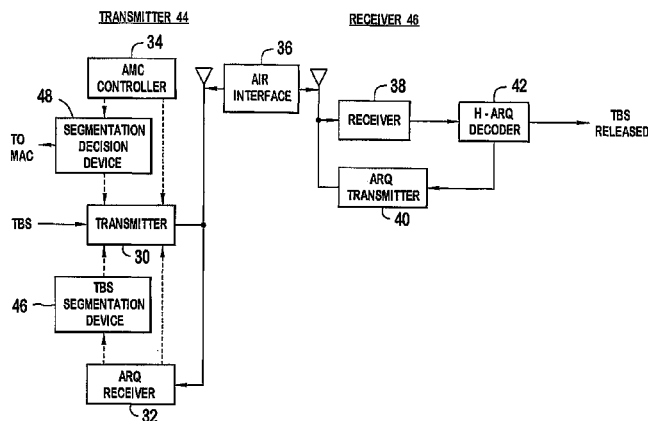 TRANSMITTER 44
RECEIVER 46
34
AMC
CONTROLLER
48
SEGMENTATION
DECISION
DEVICE
TO
MAC
TBS
TRANSMITTER
30
46
TBS
SEGMENTATION
DEVICE
ARQ
RECEIVER
32
36
AIR
INTERFACE
38
RECEIVER
42
H - ARQ
DECODER
TBS
RELEASED
ARQ
TRANSMITTER
40